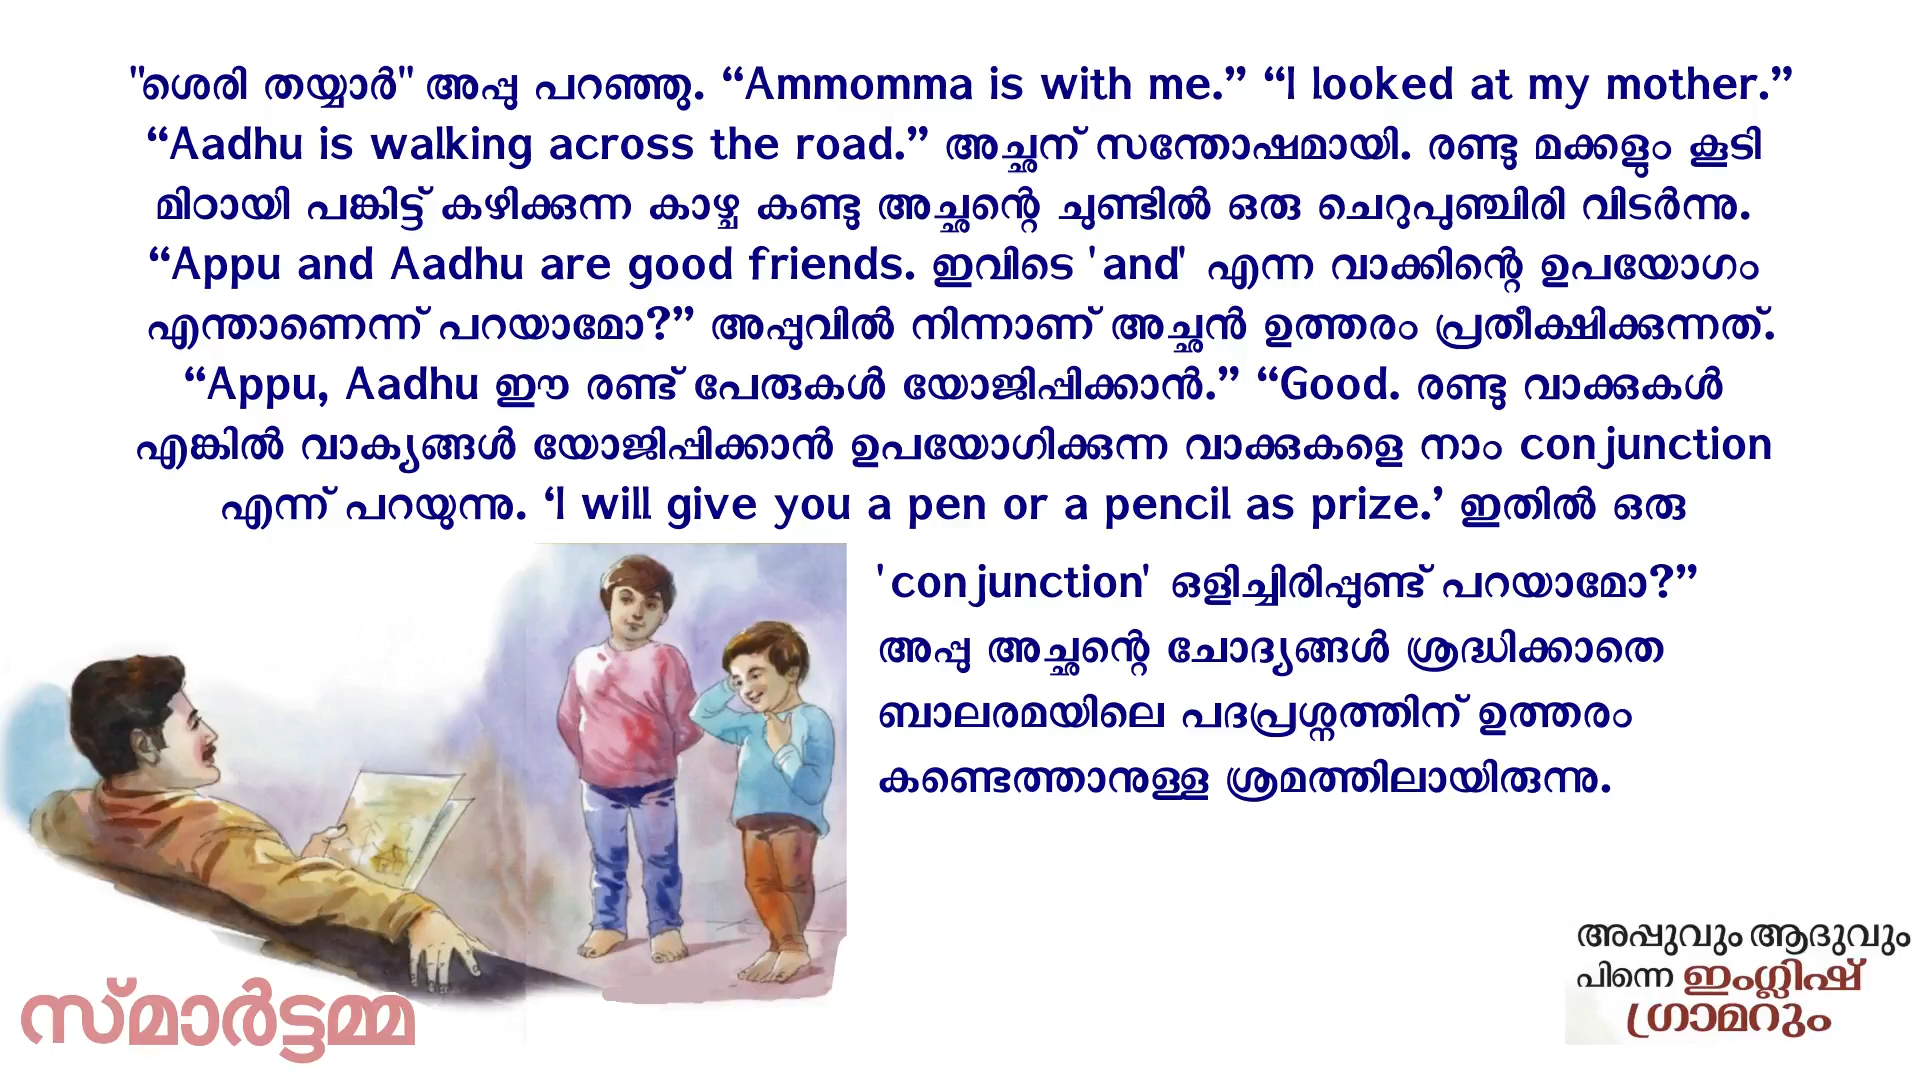 "ശെരി തയ്യാർ" അപ്പു പറഞ്ഞു. “Ammomma is with me.” “I looked at my mother.”
“Aadhu is walking across the road.” അച്ഛന് സന്തോഷമായി. രണ്ടു മക്കളും കൂടി
മിഠായി പങ്കിട്ട് കഴിക്കുന്ന കാഴ്ച കണ്ടു അച്ഛന്റെ ചുണ്ടിൽ ഒരു ചെറുപുഞ്ചിരി വിടർന്നു.
“Appu and Aadhu are good friends. ഇവിടെ 'and' എന്ന വാക്കിന്റെ ഉപയോഗം
എന്താണെന്ന് പറയാമോ?” അപ്പുവിൽ നിന്നാണ് അച്ഛൻ ഉത്തരം പ്രതീക്ഷിക്കുന്നത്.
“Appu, Aadhu ഈ രണ്ട് പേരുകൾ യോജിപ്പിക്കാൻ.” “Good. രണ്ടു വാക്കുകൾ
എങ്കിൽ വാക്യങ്ങൾ യോജിപ്പിക്കാൻ ഉപയോഗിക്കുന്ന വാക്കുകളെ നാം conjunction
എന്ന് പറയുന്നു. ‘I will give you a pen or a pencil as prize.’ ഇതിൽ ഒരു
'conjunction' ഒളിച്ചിരിപ്പുണ്ട് പറയാമോ?”
അപ്പു അച്ഛന്റെ ചോദ്യങ്ങൾ ശ്രദ്ധിക്കാതെ
ബാലരമയിലെ പദപ്രശ്നത്തിന് ഉത്തരം
കണ്ടെത്താനുള്ള ശ്രമത്തിലായിരുന്നു.
സ്മാർട്ടമ്മ
അപ്പുവും ആദുവും
പിന്നെ ഇംഗ്ലിഷ്
ഗ്രാമറും